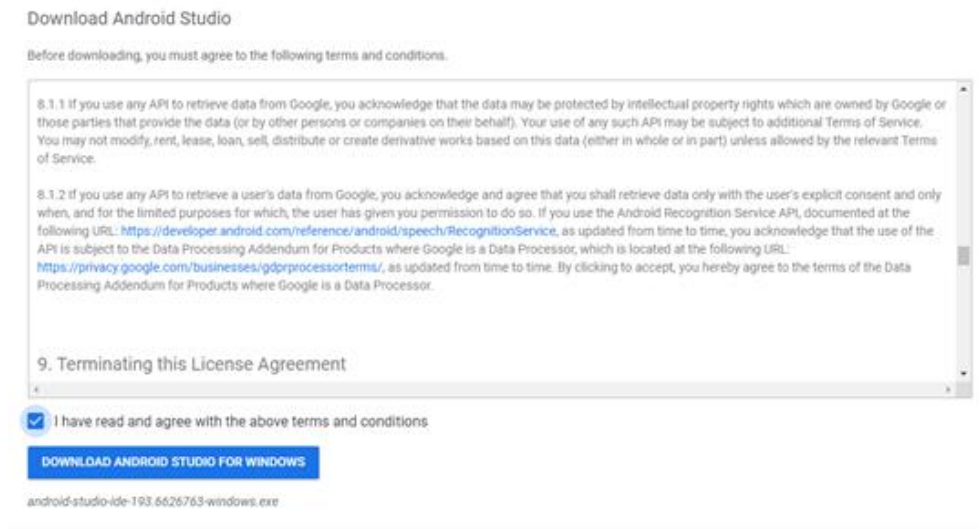 Download Android Studio
Before downloading, you must agree to the following terms and conditions.
8.1.1 If you use any API to retrieve data from Google, you acknowledge that the data may be protected by intellectual property rights which are owned by Google or
those parties that provide the data (or by other persons or companies on their behalf). Your use of any such API may be subject to additional Terms of Service.
You may not modify, rent, lease, loan, sell, distribute or create derivative works based on this data (either in whole or in part) unless allowed by the relevant Terms
of Service.
8.1.2 If you use any API to retrieve a user's data from Google, you acknowledge and agree that you shall retrieve data only with the user's explicit consent and only
when, and for the limited purposes for which, the user has given you permission to do so. If you use the Android Recognition Service API, documented at the
following URL: https://developer.android.com/reference/android/speech/RecognitionService, as updated from time to time, you acknowledge that the use of the
API is subject to the Data Processing Addendum for Products where Google is a Data Processor, which is located at the following URL:
https://privacy.google.com/businesses/gdprprocessorterms/, as updated from time to time. By clicking to accept, you hereby agree to the terms of the Data
Processing Addendum for Products where Google is a Data Processor.
9. Terminating this License Agreement
I have read and agree with the above terms and conditions
DOWNLOAD ANDROID STUDIO FOR WINDOWS
android-studio-ide-193.6626763-windows.exe